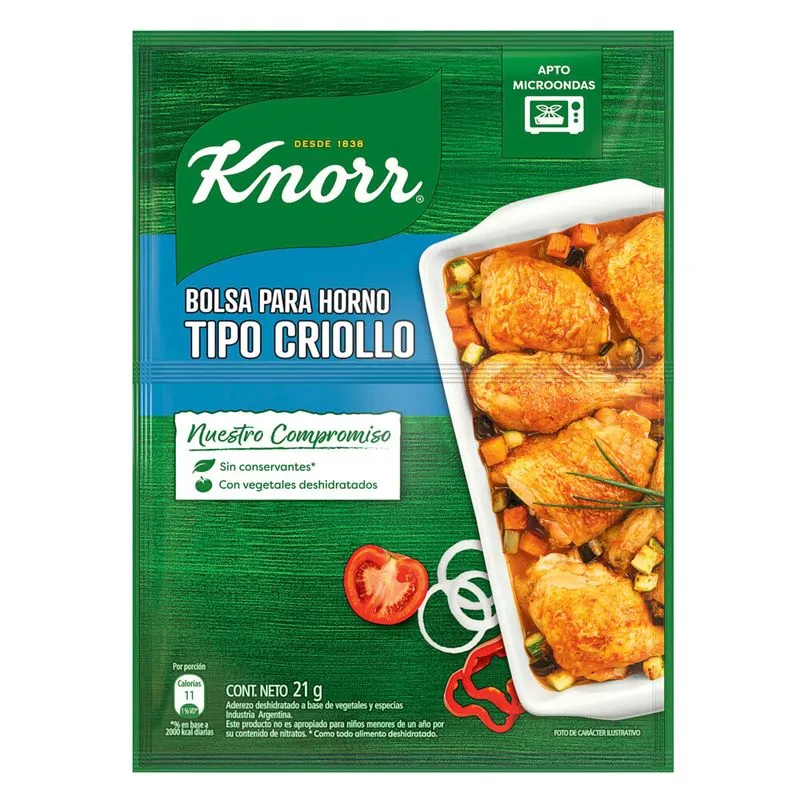 APTO
MICROONDAS
DESDE 1838
Knorr®
BOLSA PARA HORNO
TIPO CRIOLLO
Nuestro Compromiso
Sin conservantes*
Con vegetales deshidratados
Por porción
Calorías
11
1 %VD*
*% en base a
2000 kcal diarias
CONT. NETO 21 g
Aderezo deshidratado a base de vegetales y especias
Industria Argentina.
Este producto no es apropiado para niños menores de un año por
su contenido de nitratos. *Como todo alimento deshidratado.
FOTO DE CARÁCTER ILUSTRATIVO